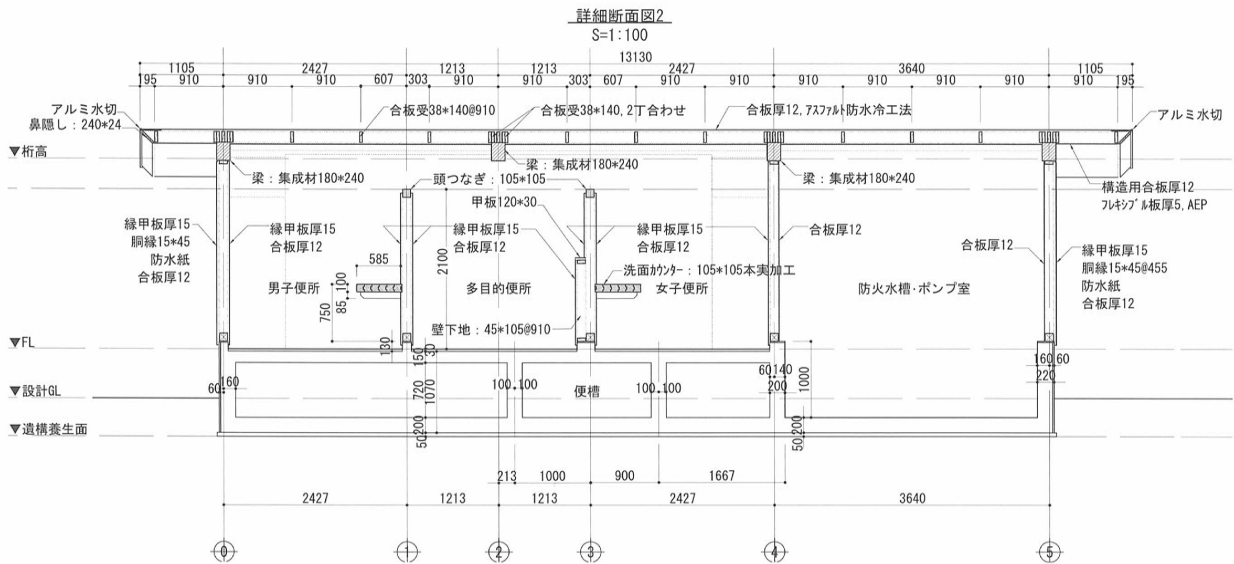 詳細断面図2
S=1:100
13130
1105 2427 1213 1213 2427 3640 1105
195 910 910 910 607 303 910 910 303 607 910 910 910 910 910 910 195
アルミ水切
鼻隠し：240*24
合板受38*140@910
合板受38*140,2丁合わせ
合板厚12,アスファルト防水冷工法
アルミ水切
▼桁高
梁：集成材180*240
梁：集成材180*240
梁：集成材180*240
頭つなぎ：105*105
甲板120*30
構造用合板厚12
フレキシブル板厚5,AEP
縁甲板厚15
胴縁15*45
防水紙
合板厚12
縁甲板厚15
合板厚12
縁甲板厚15
合板厚12
縁甲板厚15
合板厚12
合板厚12
合板厚12
縁甲板厚15
胴縁15*45@455
防水紙
合板厚12
585
2100
洗面カウンター：105*105本実加工
男子便所
多目的便所
女子便所
防火水槽・ポンプ室
100
85
750
壁下地：45*105@910
▼FL
130
150
30
60 160
720
1070
100 100
便槽
100 100
60 140
200
1000
160 60
220
▼設計GL
▼遺構養生面
50 200
50 200
213 1000 900 1667
2427 1213 1213 2427 3640
0 1 2 3 4 5